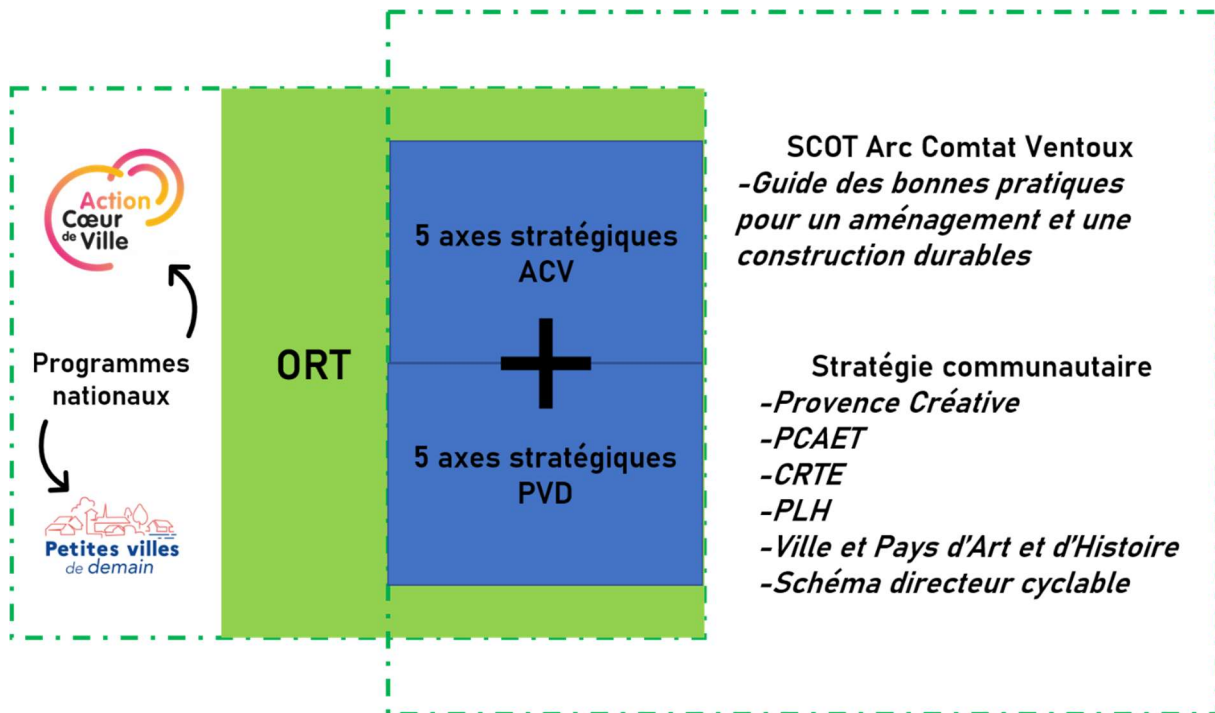 Action
Cœur
de Ville
Programmes
nationaux
Petites villes
de demain
ORT
5 axes stratégiques
ACV
5 axes stratégiques
PVD
SCOT Arc Comtat Ventoux
-Guide des bonnes pratiques
pour un aménagement et une
construction durables
Stratégie communautaire
-Provence Créative
-PCAET
-CRTE
-PLH
-Ville et Pays d'Art et d'Histoire
-Schéma directeur cyclable